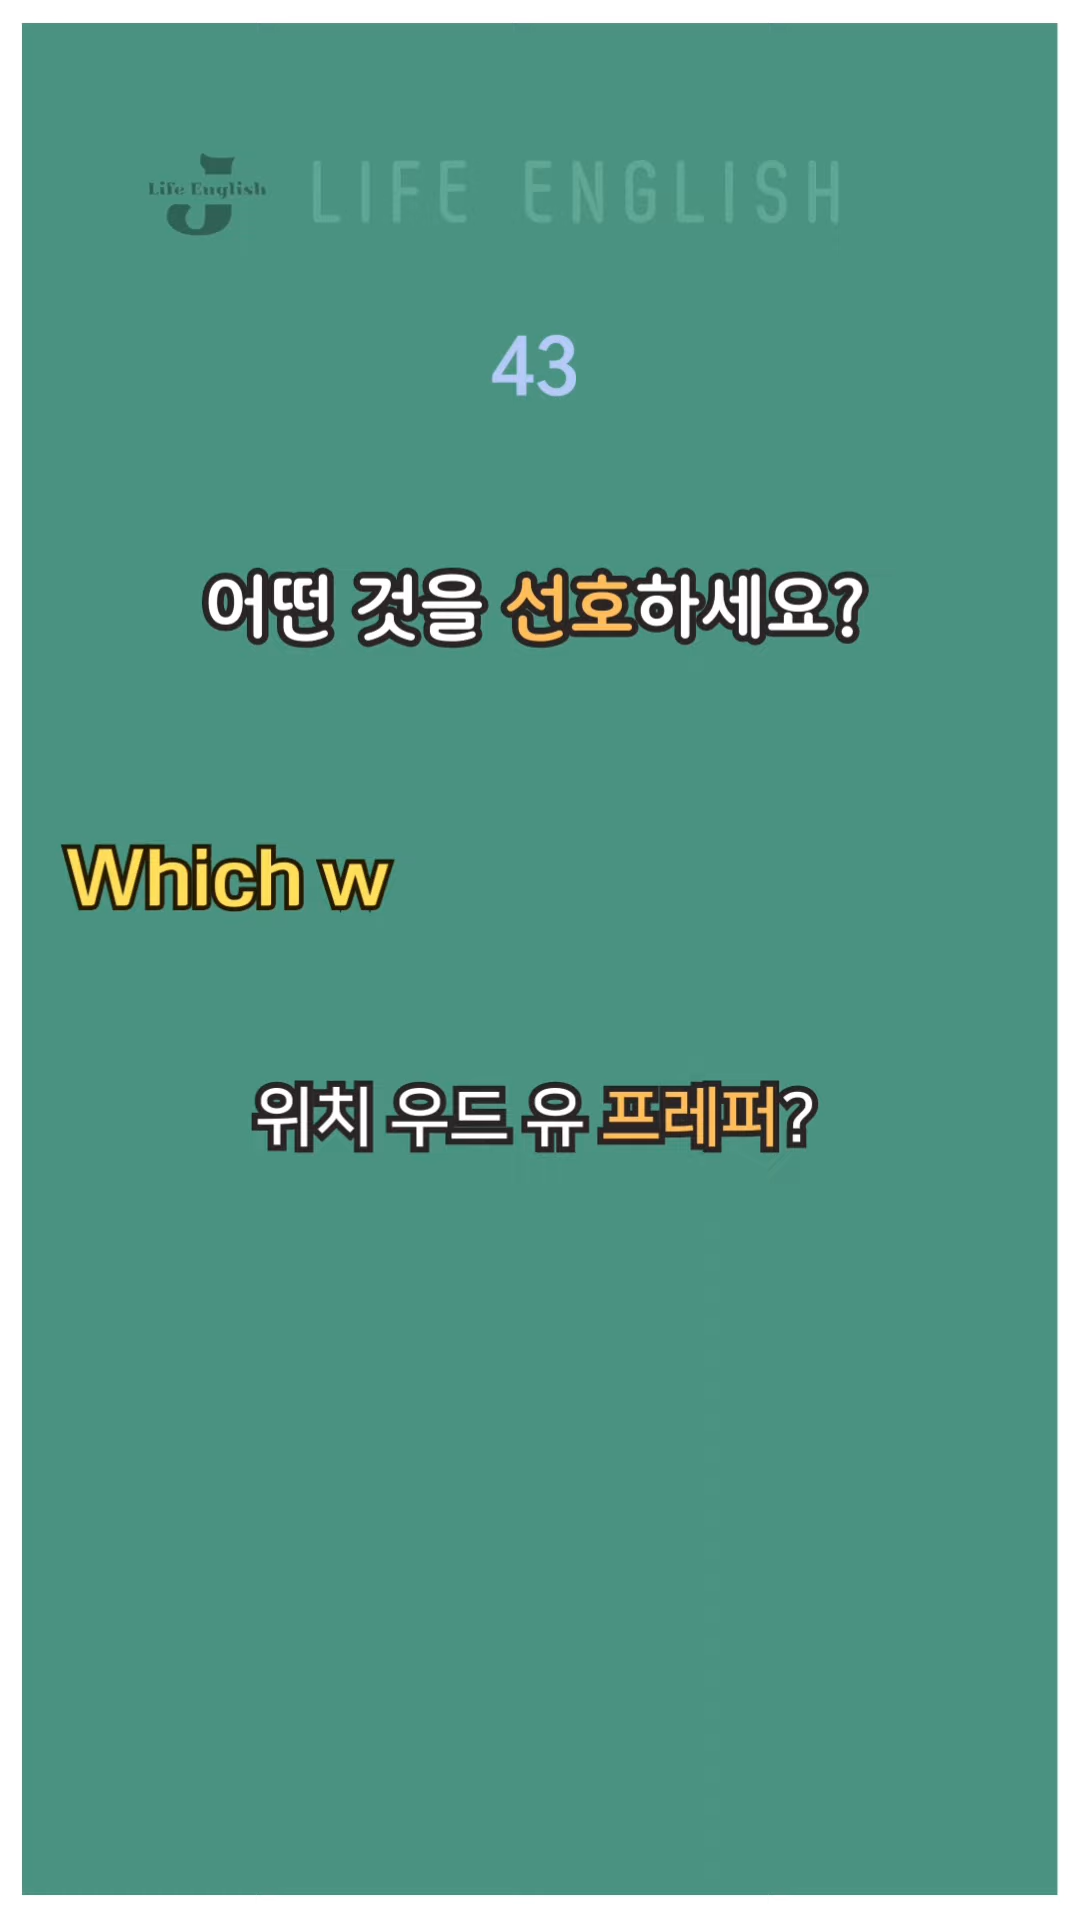 Life English
LIFE ENGLISH
43
어떤 것을 선호하세요?
Which w
위치 우드 유 프레퍼?